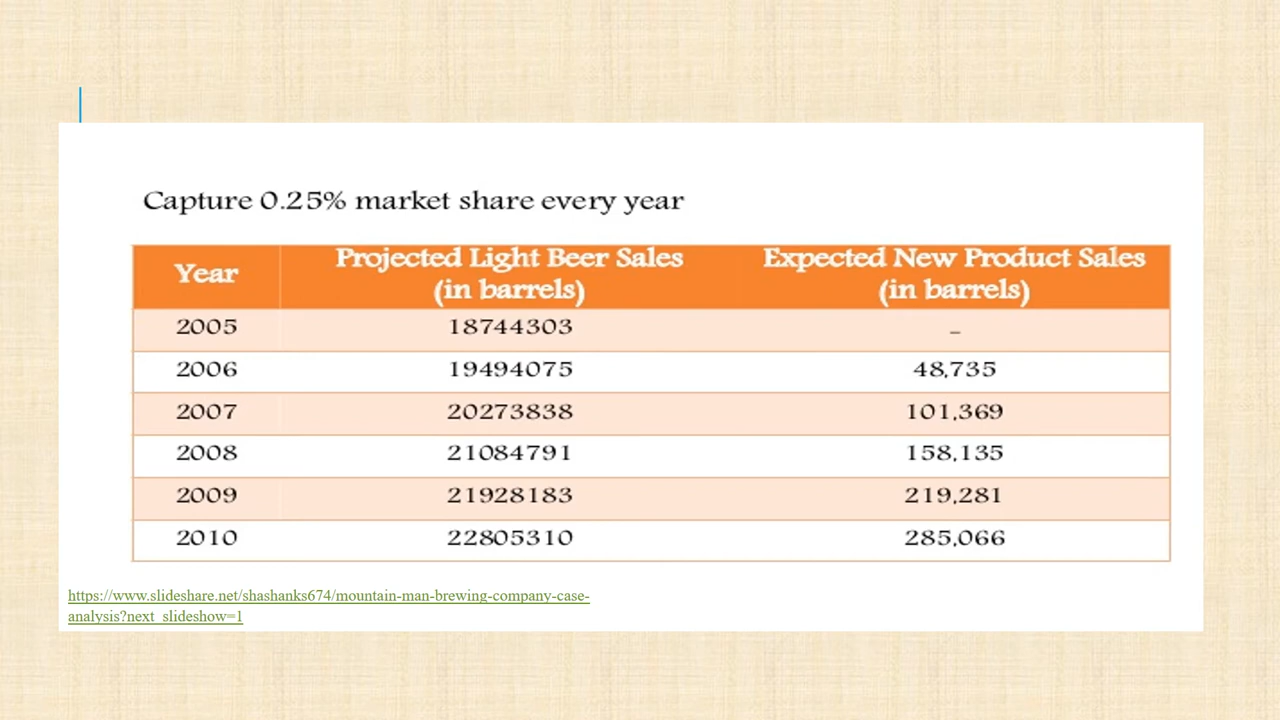 Capture 0.25% market share every year
Year Projected Light Beer Sales (in barrels) Expected New Product Sales (in barrels)
2005 18744303 –
2006 19494075 48,735
2007 20273838 101,369
2008 21084791 158,135
2009 21928183 219,281
2010 22805310 285,066
https://www.slideshare.net/shashanks674/mountain-man-brewing-company-case-
analysis?next_slideshow=1